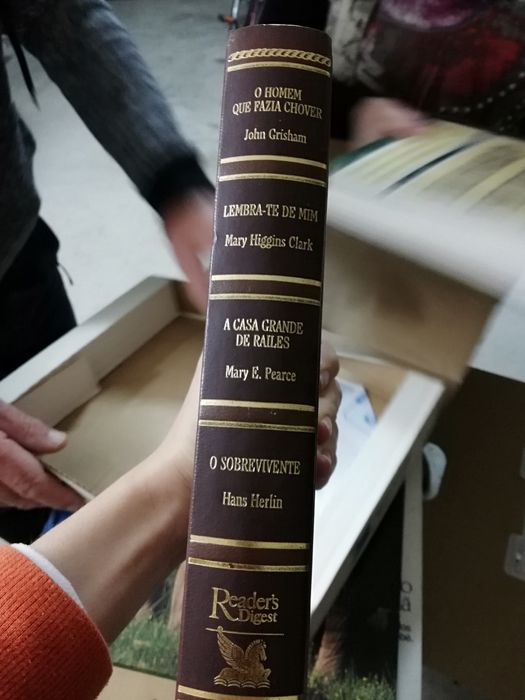 O HOMEM
QUE FAZIA CHOVER
John Grisham
LEMBRA-TE DE MIM
Mary Higgins Clark
A CASA GRANDE
DE RAILES
Mary E. Pearce
O SOBREVIVENTE
Hans Herlin
Reader's
Digest